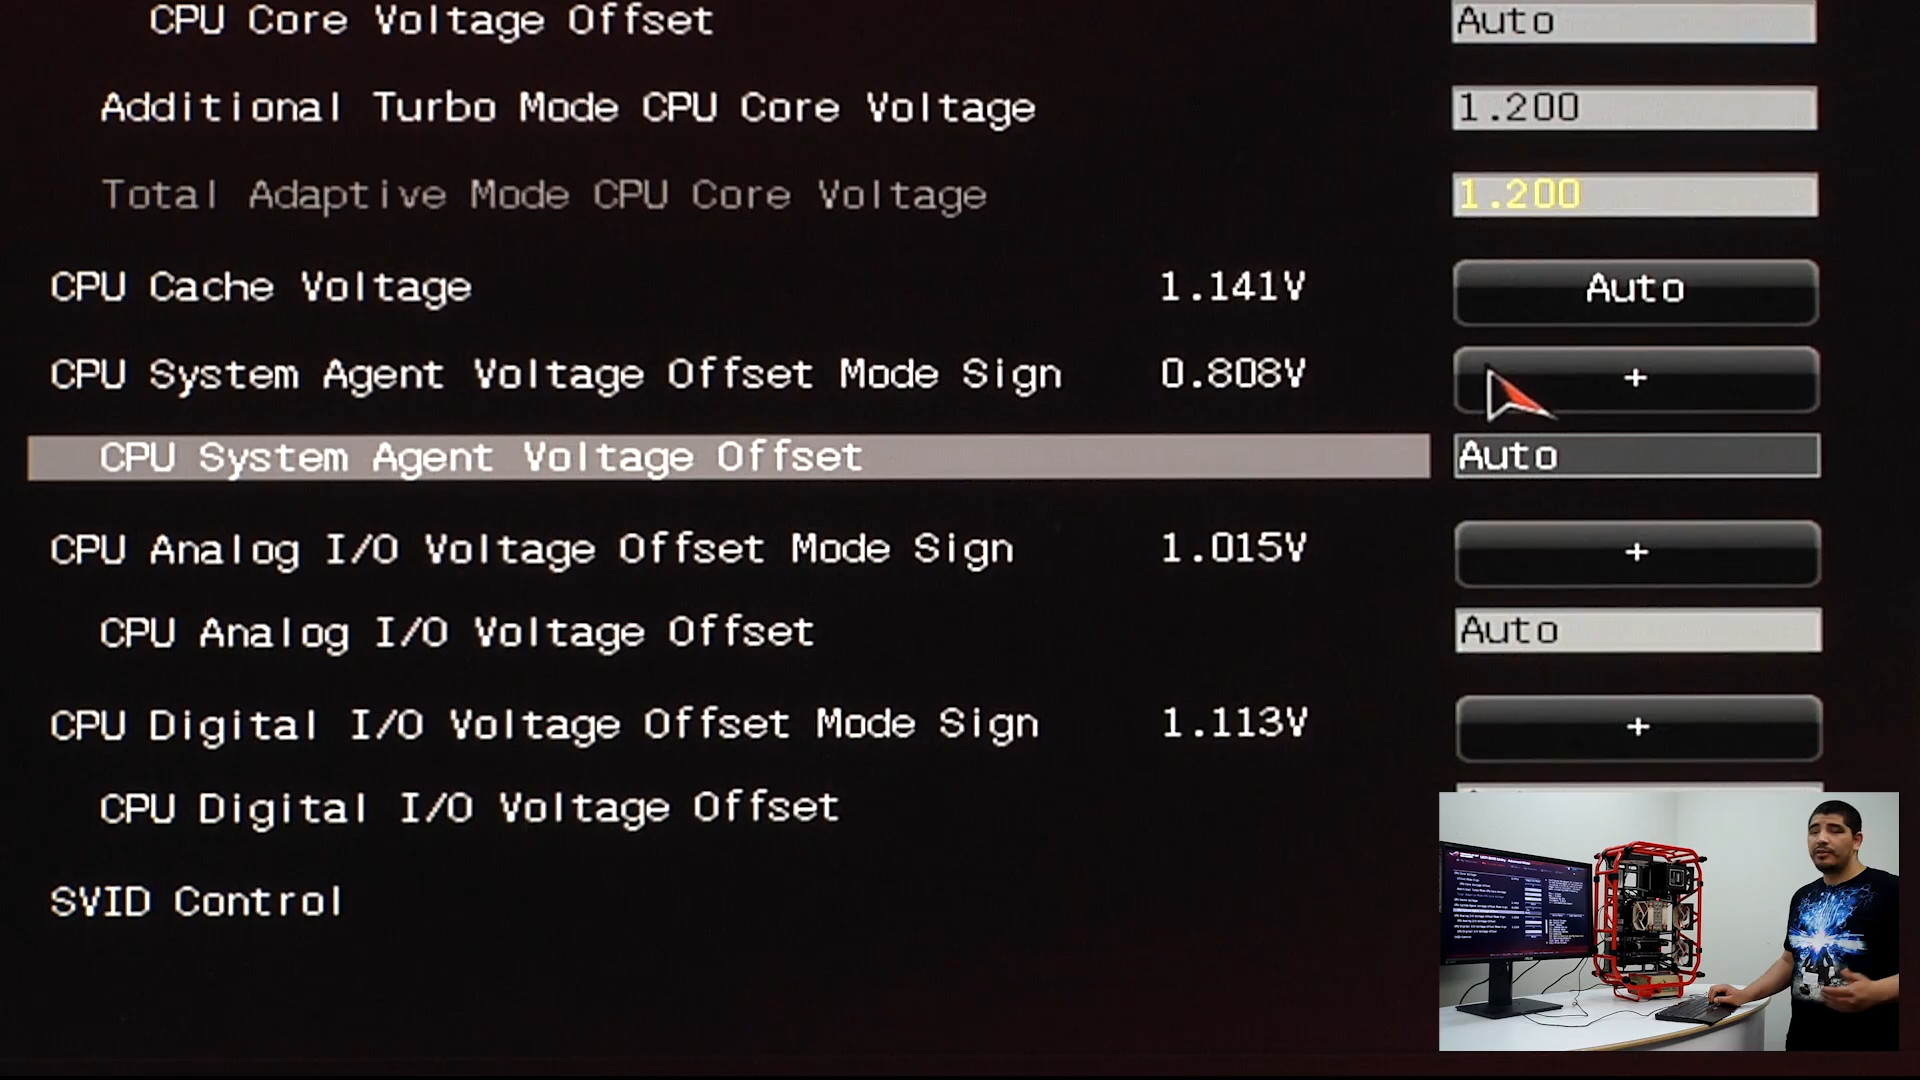 CPU Core Voltage Offset Auto
Additional Turbo Mode CPU Core Voltage 1.200
Total Adaptive Mode CPU Core Voltage 1.200
CPU Cache Voltage 1.141V Auto
CPU System Agent Voltage Offset Mode Sign 0.808V +
CPU System Agent Voltage Offset Auto
CPU Analog I/O Voltage Offset Mode Sign 1.015V +
CPU Analog I/O Voltage Offset Auto
CPU Digital I/O Voltage Offset Mode Sign 1.113V +
CPU Digital I/O Voltage Offset
SVID Control